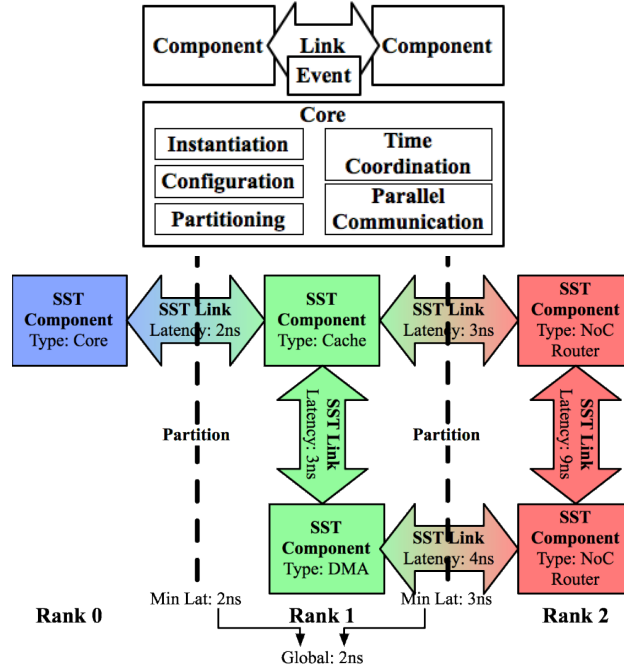 Component
Link
Component
Event
Core
Instantiation
Configuration
Partitioning
Time
Coordination
Parallel
Communication
SST
Component
Type: Core
SST Link
Latency: 2ns
SST
Component
Type: Cache
SST Link
Latency: 3ns
SST
Component
Type: NoC
Router
Partition
SST Link
Latency: 3ns
Partition
SST Link
Latency: 9ns
SST
Component
Type: DMA
SST Link
Latency: 4ns
SST
Component
Type: NoC
Router
Rank 0
Min Lat: 2ns
Rank 1
Min Lat: 3ns
Rank 2
Global: 2ns